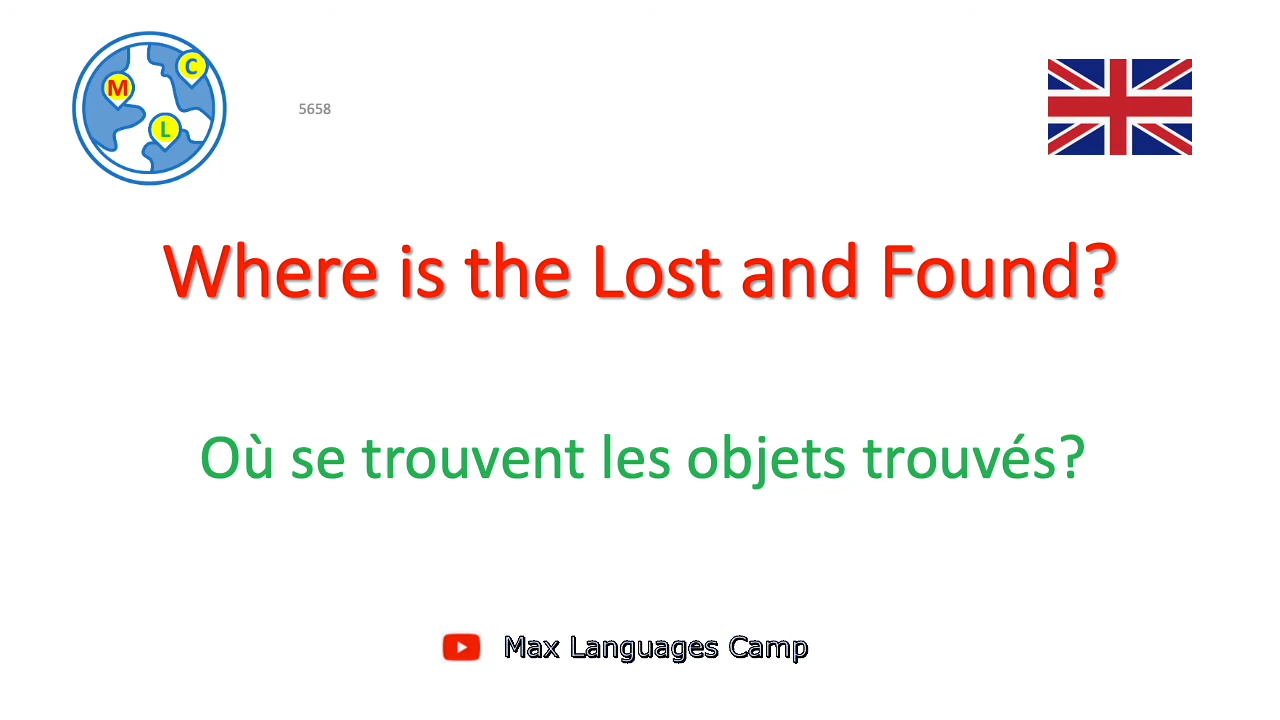 M
C
L
5658
Where is the Lost and Found?
Où se trouvent les objets trouvés?
Max Languages Camp